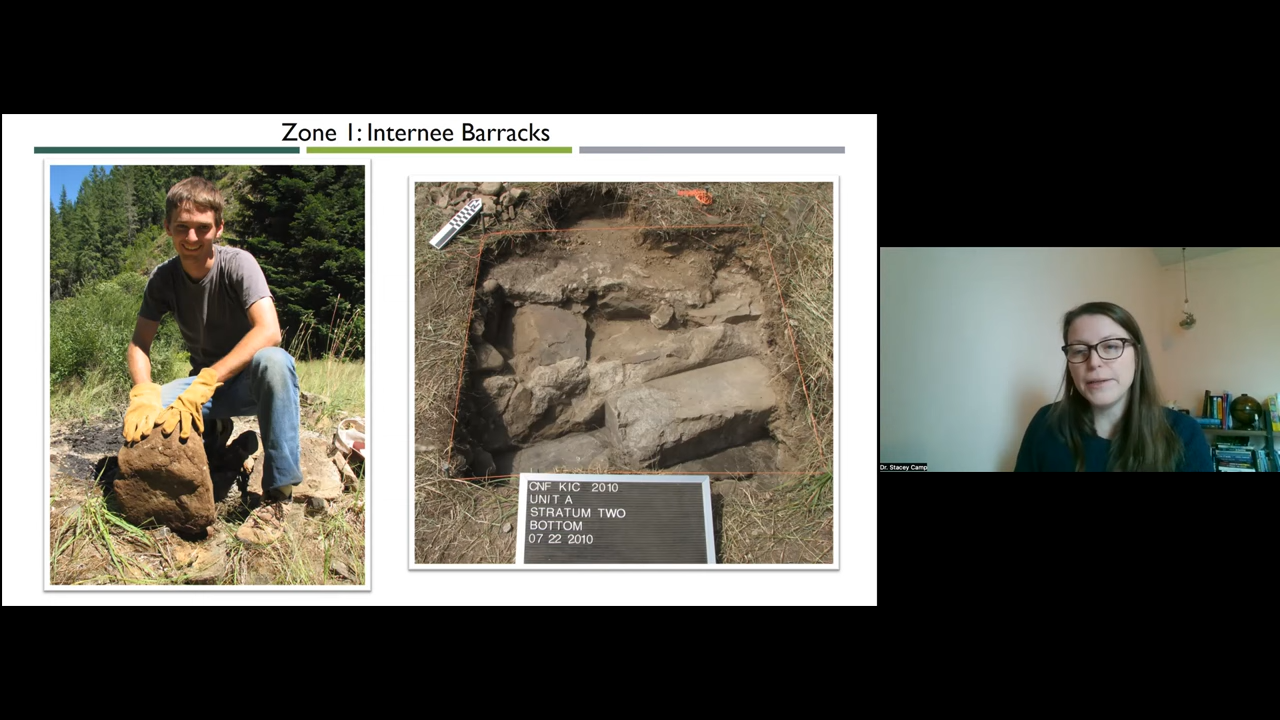 Zone 1: Internee Barracks
CNF KIC 2010
UNIT A
STRATUM TWO
BOTTOM
07 22 2010
Dr. Stacey Camp